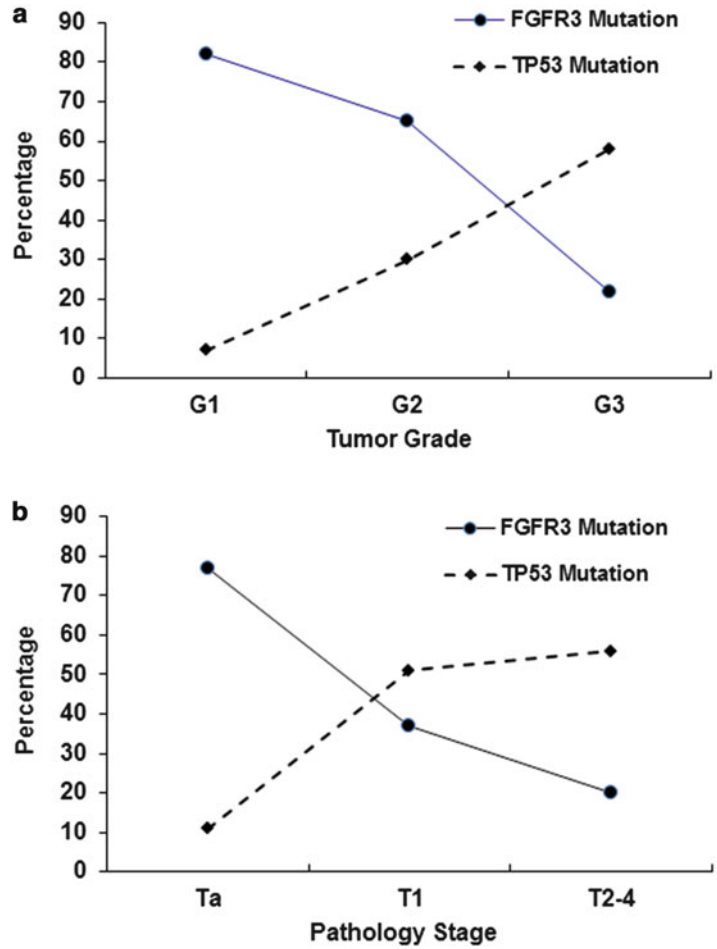 a
FGFR3 Mutation
TP53 Mutation
Percentage
90
80
70
60
50
40
30
20
10
0
G1 G2 G3
Tumor Grade
b
FGFR3 Mutation
TP53 Mutation
Percentage
90
80
70
60
50
40
30
20
10
0
Ta T1 T2-4
Pathology Stage